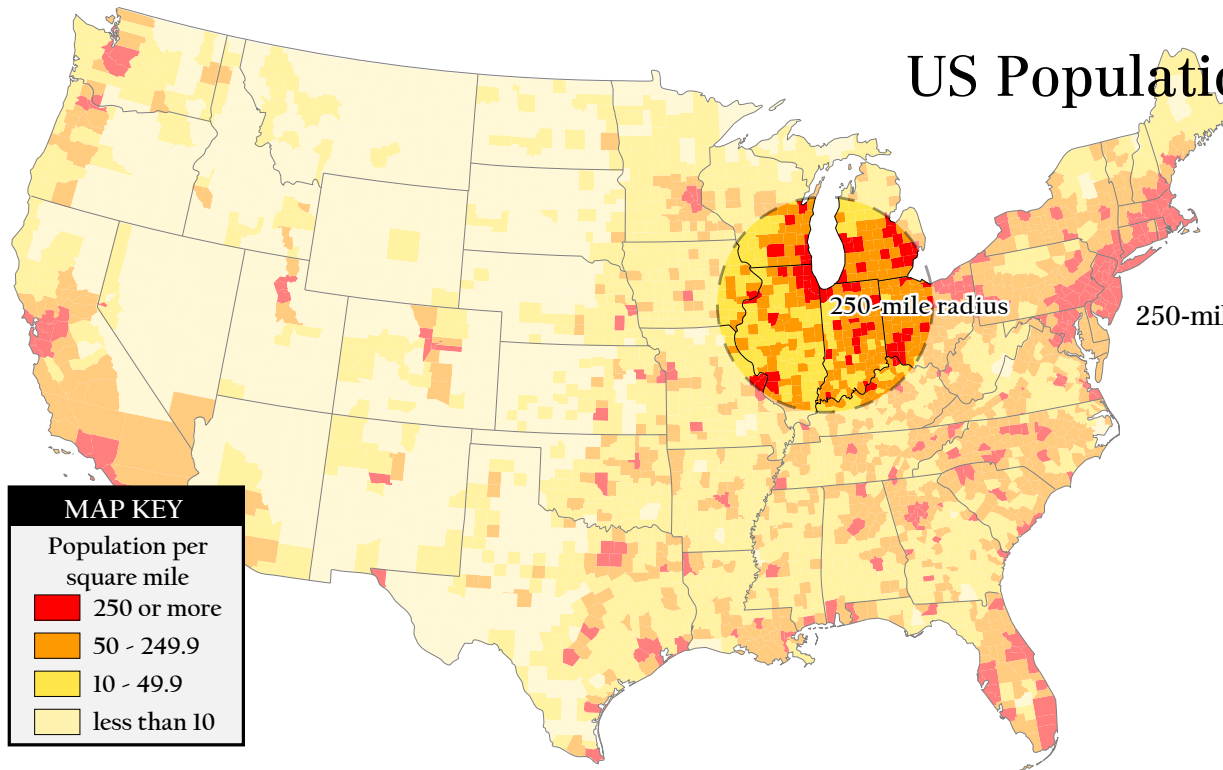 US Populatio
250-mile radius
250-mil
MAP KEY
Population per
square mile
250 or more
50 - 249.9
10 - 49.9
less than 10